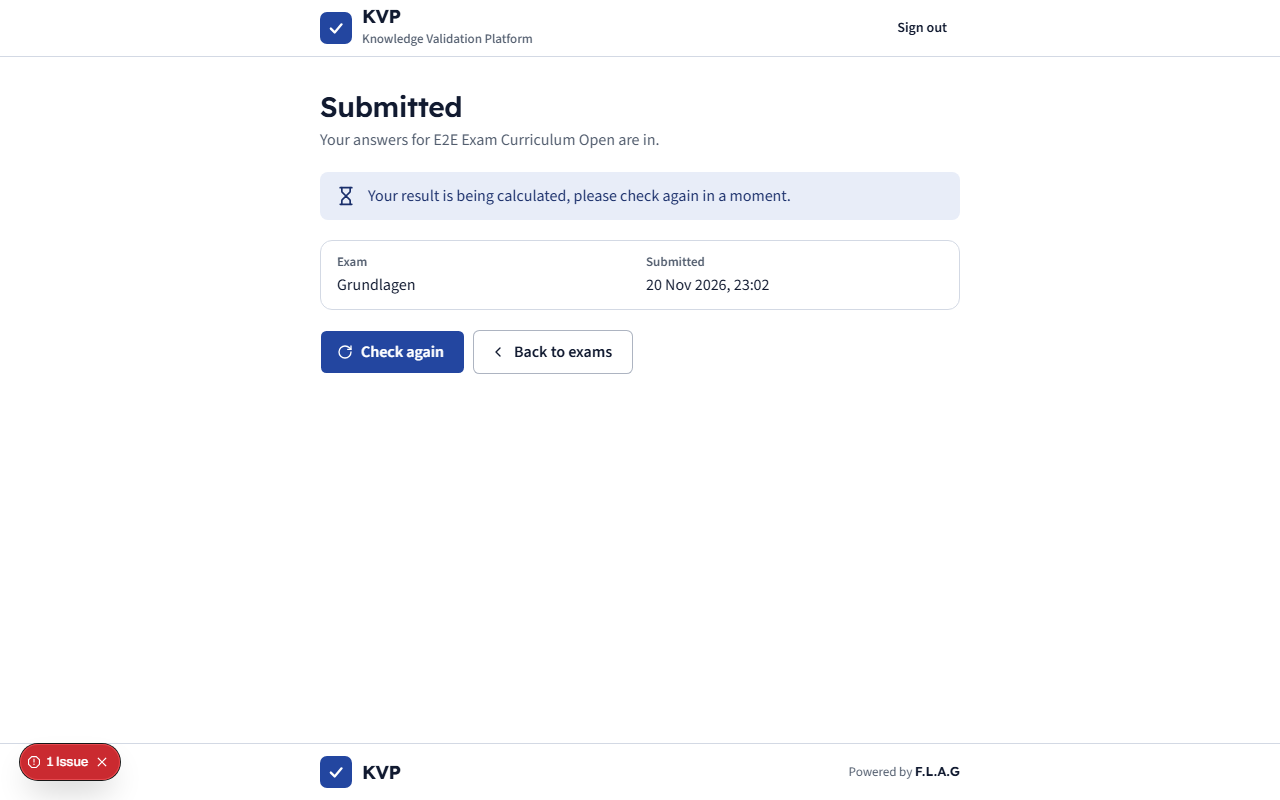 KVP
Knowledge Validation Platform
Sign out
Submitted
Your answers for E2E Exam Curriculum Open are in.
Your result is being calculated, please check again in a moment.
Exam
Submitted
Grundlagen
20 Nov 2026, 23:02
Check again
Back to exams
1 Issue
KVP
Powered by F.L.A.G